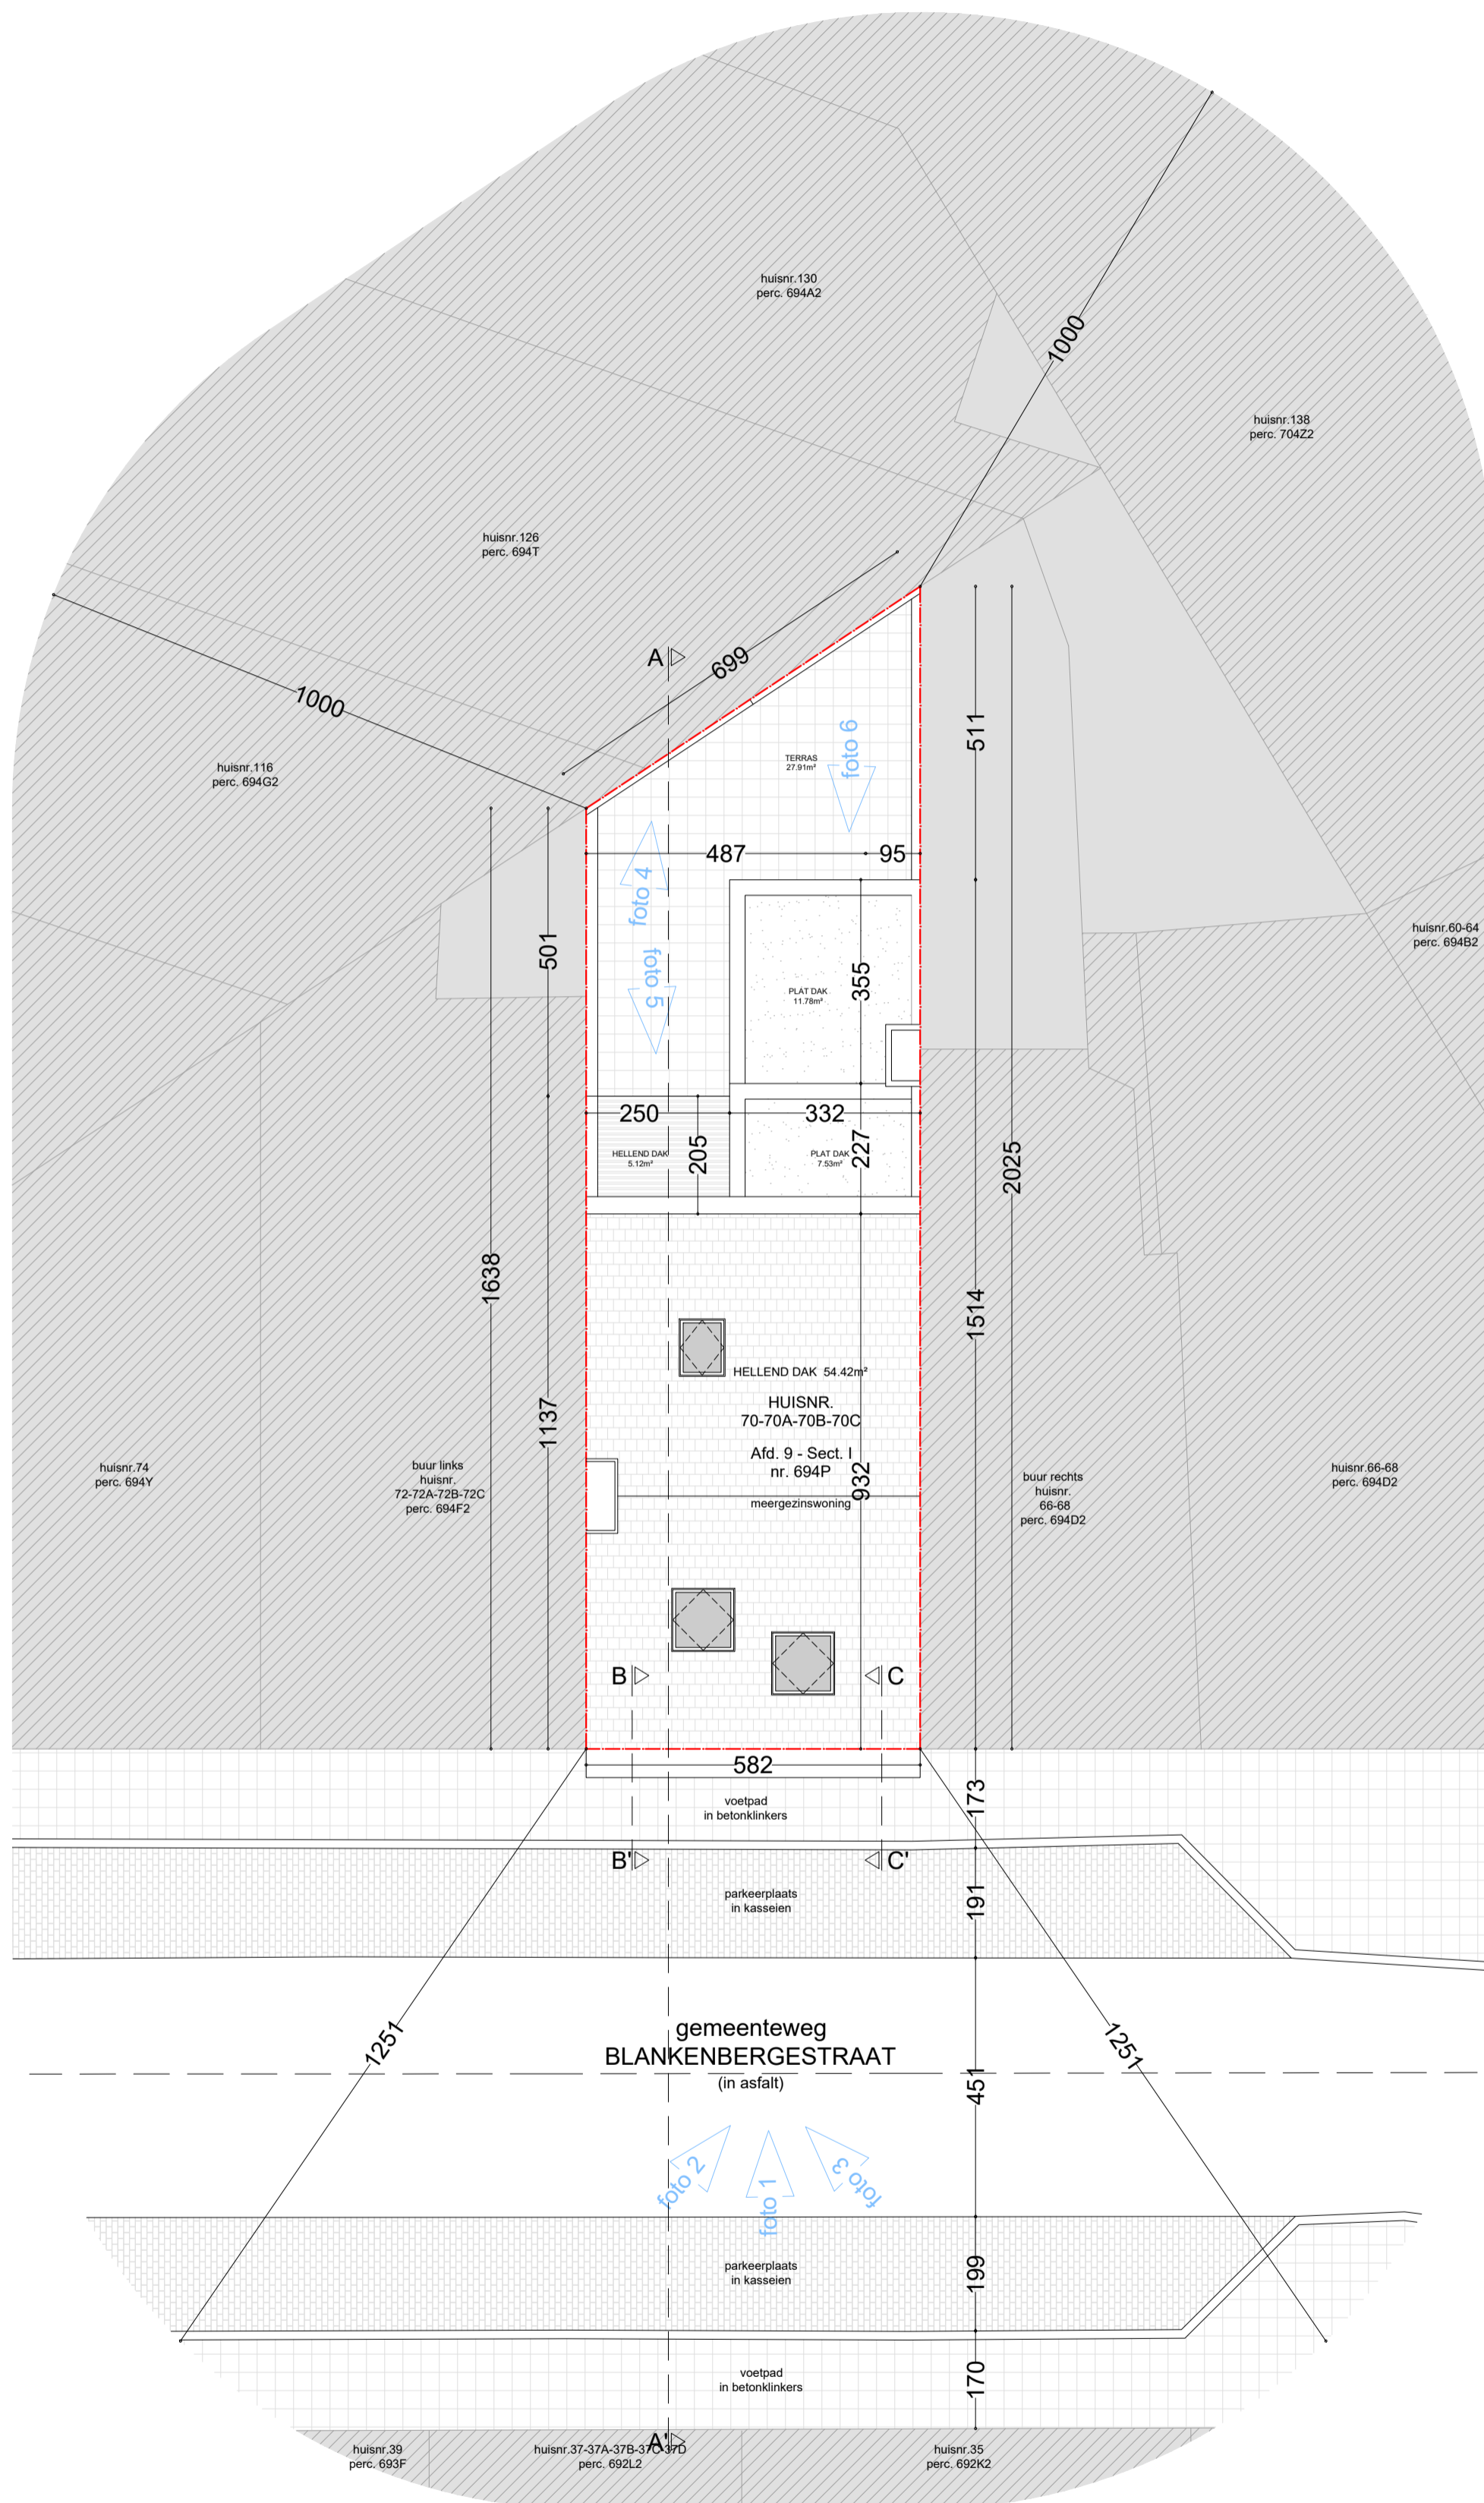 huisnr.130
perc. 694A2
1000
huisnr.138
perc. 704Z2
huisnr.126
perc. 694T
A
699
1000
511
foto 6
TERRAS
27.91m²
huisnr.116
perc. 694G2
487
95
foto 4
501
foto 5
huisnr.60-64
perc. 694B2
355
PLAT DAK
11.78m²
250
332
205
227
2025
HELLEND DAK
5.12m²
PLAT DAK
7.53m²
1638
1514
HELLEND DAK 54.42m²
HUISNR.
70-70A-70B-70C
1137
Afd. 9 - Sect. I
nr. 694P
932
meergezinswoning
huisnr.74
perc. 694Y
buur links
huisnr.
72-72A-72B-72C
perc. 694F2
buur rechts
huisnr.
66-68
perc. 694D2
huisnr.66-68
perc. 694D2
B
C
582
173
voetpad
in betonklinkers
B'
C'
parkeerplaats
in kasseien
191
gemeenteweg
BLANKENBERGESTRAAT
(in asfalt)
1251
1251
451
foto 2
foto 1
foto 3
parkeerplaats
in kasseien
199
voetpad
in betonklinkers
170
A'
huisnr.39
perc. 693F
huisnr.37-37A-37B-37C-37D
perc. 692L2
huisnr.35
perc. 692K2